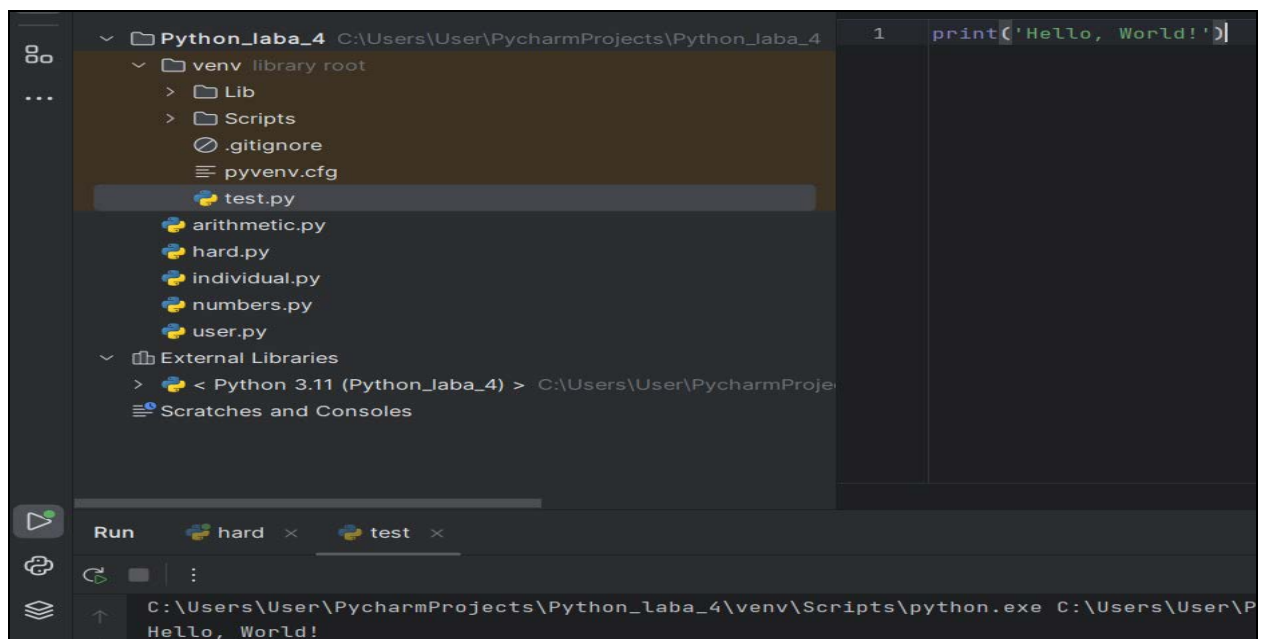 Python_laba_4 C:\Users\User\PycharmProjects\Python_laba_4
venv library root
Lib
Scripts
.gitignore
pyvenv.cfg
test.py
arithmetic.py
hard.py
individual.py
numbers.py
user.py
External Libraries
< Python 3.11 (Python_laba_4) > C:\Users\User\PycharmProje
Scratches and Consoles
1 print('Hello, World!')
Run hard test
C:\Users\User\PycharmProjects\Python_laba_4\venv\Scripts\python.exe C:\Users\User\P
Hello, World!